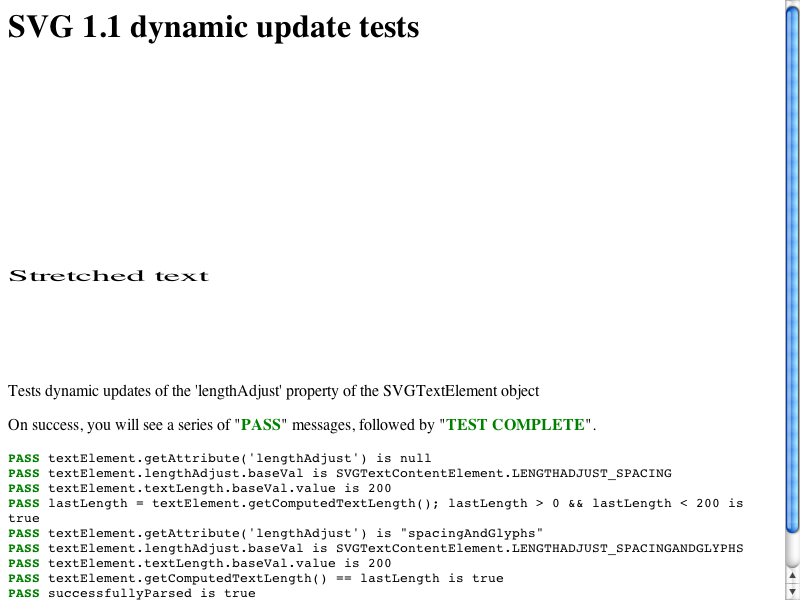 SVG 1.1 dynamic update tests
Stretched text
Tests dynamic updates of the 'lengthAdjust' property of the SVGTextElement object
On success, you will see a series of "PASS" messages, followed by "TEST COMPLETE".
PASS textElement.getAttribute('lengthAdjust') is null
PASS textElement.lengthAdjust.baseVal is SVGTextContentElement.LENGTHADJUST_SPACING
PASS textElement.textLength.baseVal.value is 200
PASS lastLength = textElement.getComputedTextLength(); lastLength > 0 && lastLength < 200 is
true
PASS textElement.getAttribute('lengthAdjust') is "spacingAndGlyphs"
PASS textElement.lengthAdjust.baseVal is SVGTextContentElement.LENGTHADJUST_SPACINGANDGLYPHS
PASS textElement.textLength.baseVal.value is 200
PASS textElement.getComputedTextLength() == lastLength is true
PASS successfullyParsed is true